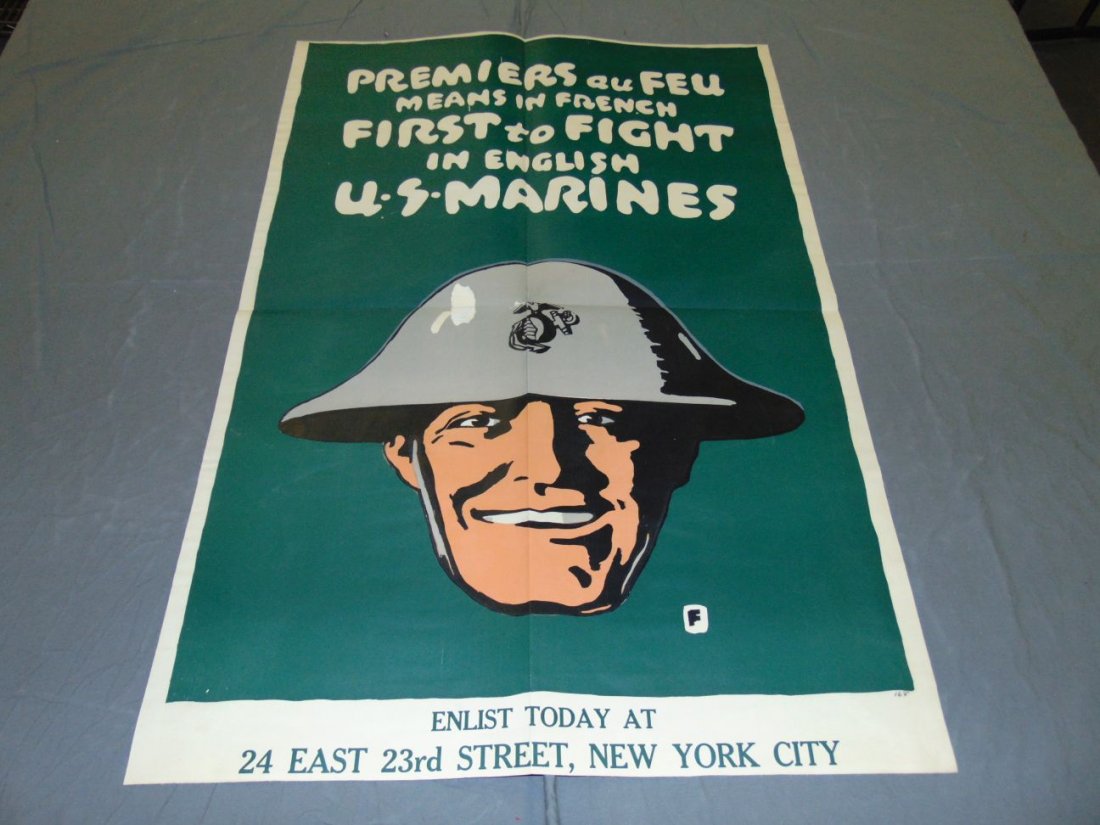 PREMIERS au FEU
MEANS IN FRENCH
FIRST to FIGHT
IN ENGLISH
U·S·MARINES
F
ENLIST TODAY AT
24 EAST 23rd STREET, NEW YORK CITY